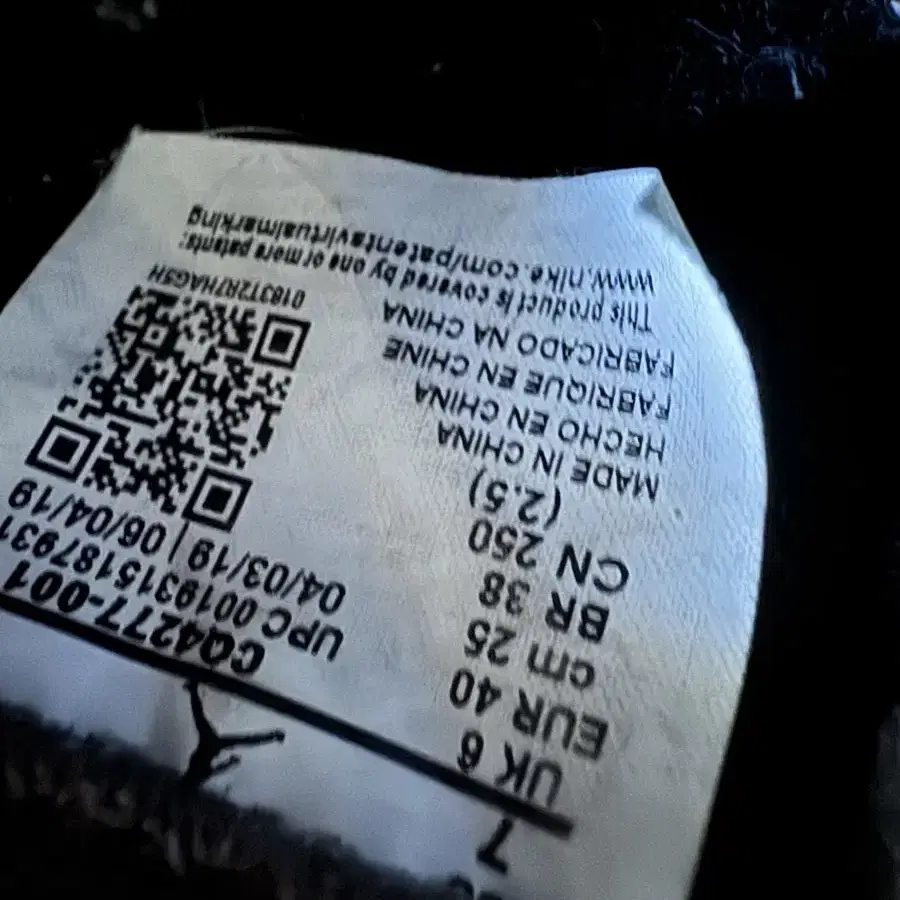 7
UK 6
EUR 40
cm 25
BR 38
CN 250
(2.5)
MADE IN CHINA
HECHO EN CHINA
FABRIQUE EN CHINE
FABRICADO NA CHINA
This product is covered by one or more patents:
www.nike.com/patentsvirtualmarking
CQ4277-001
UPC 0019315187931
04/03/19 | 06/04/19
0183T2R7HAG5H